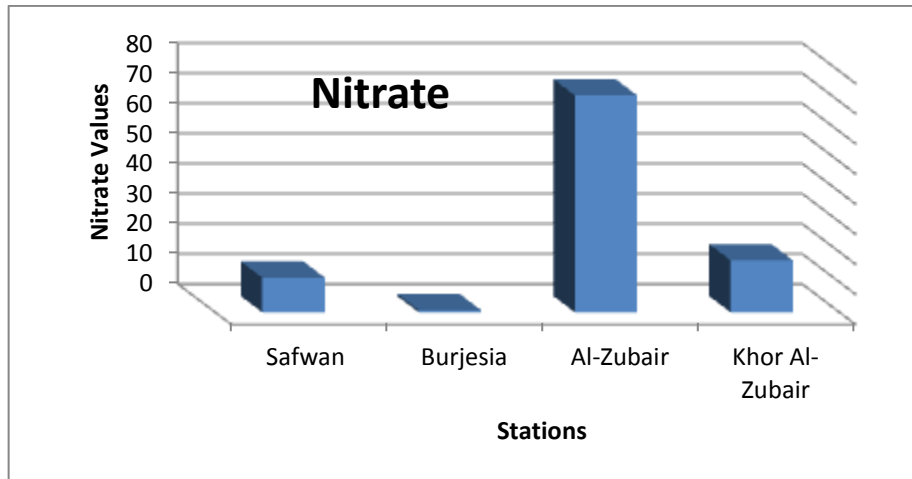 Nitrate
Nitrate Values
80
70
60
50
40
30
20
10
0
Safwan
Burjesia
Al-Zubair
Khor Al-
Zubair
Stations